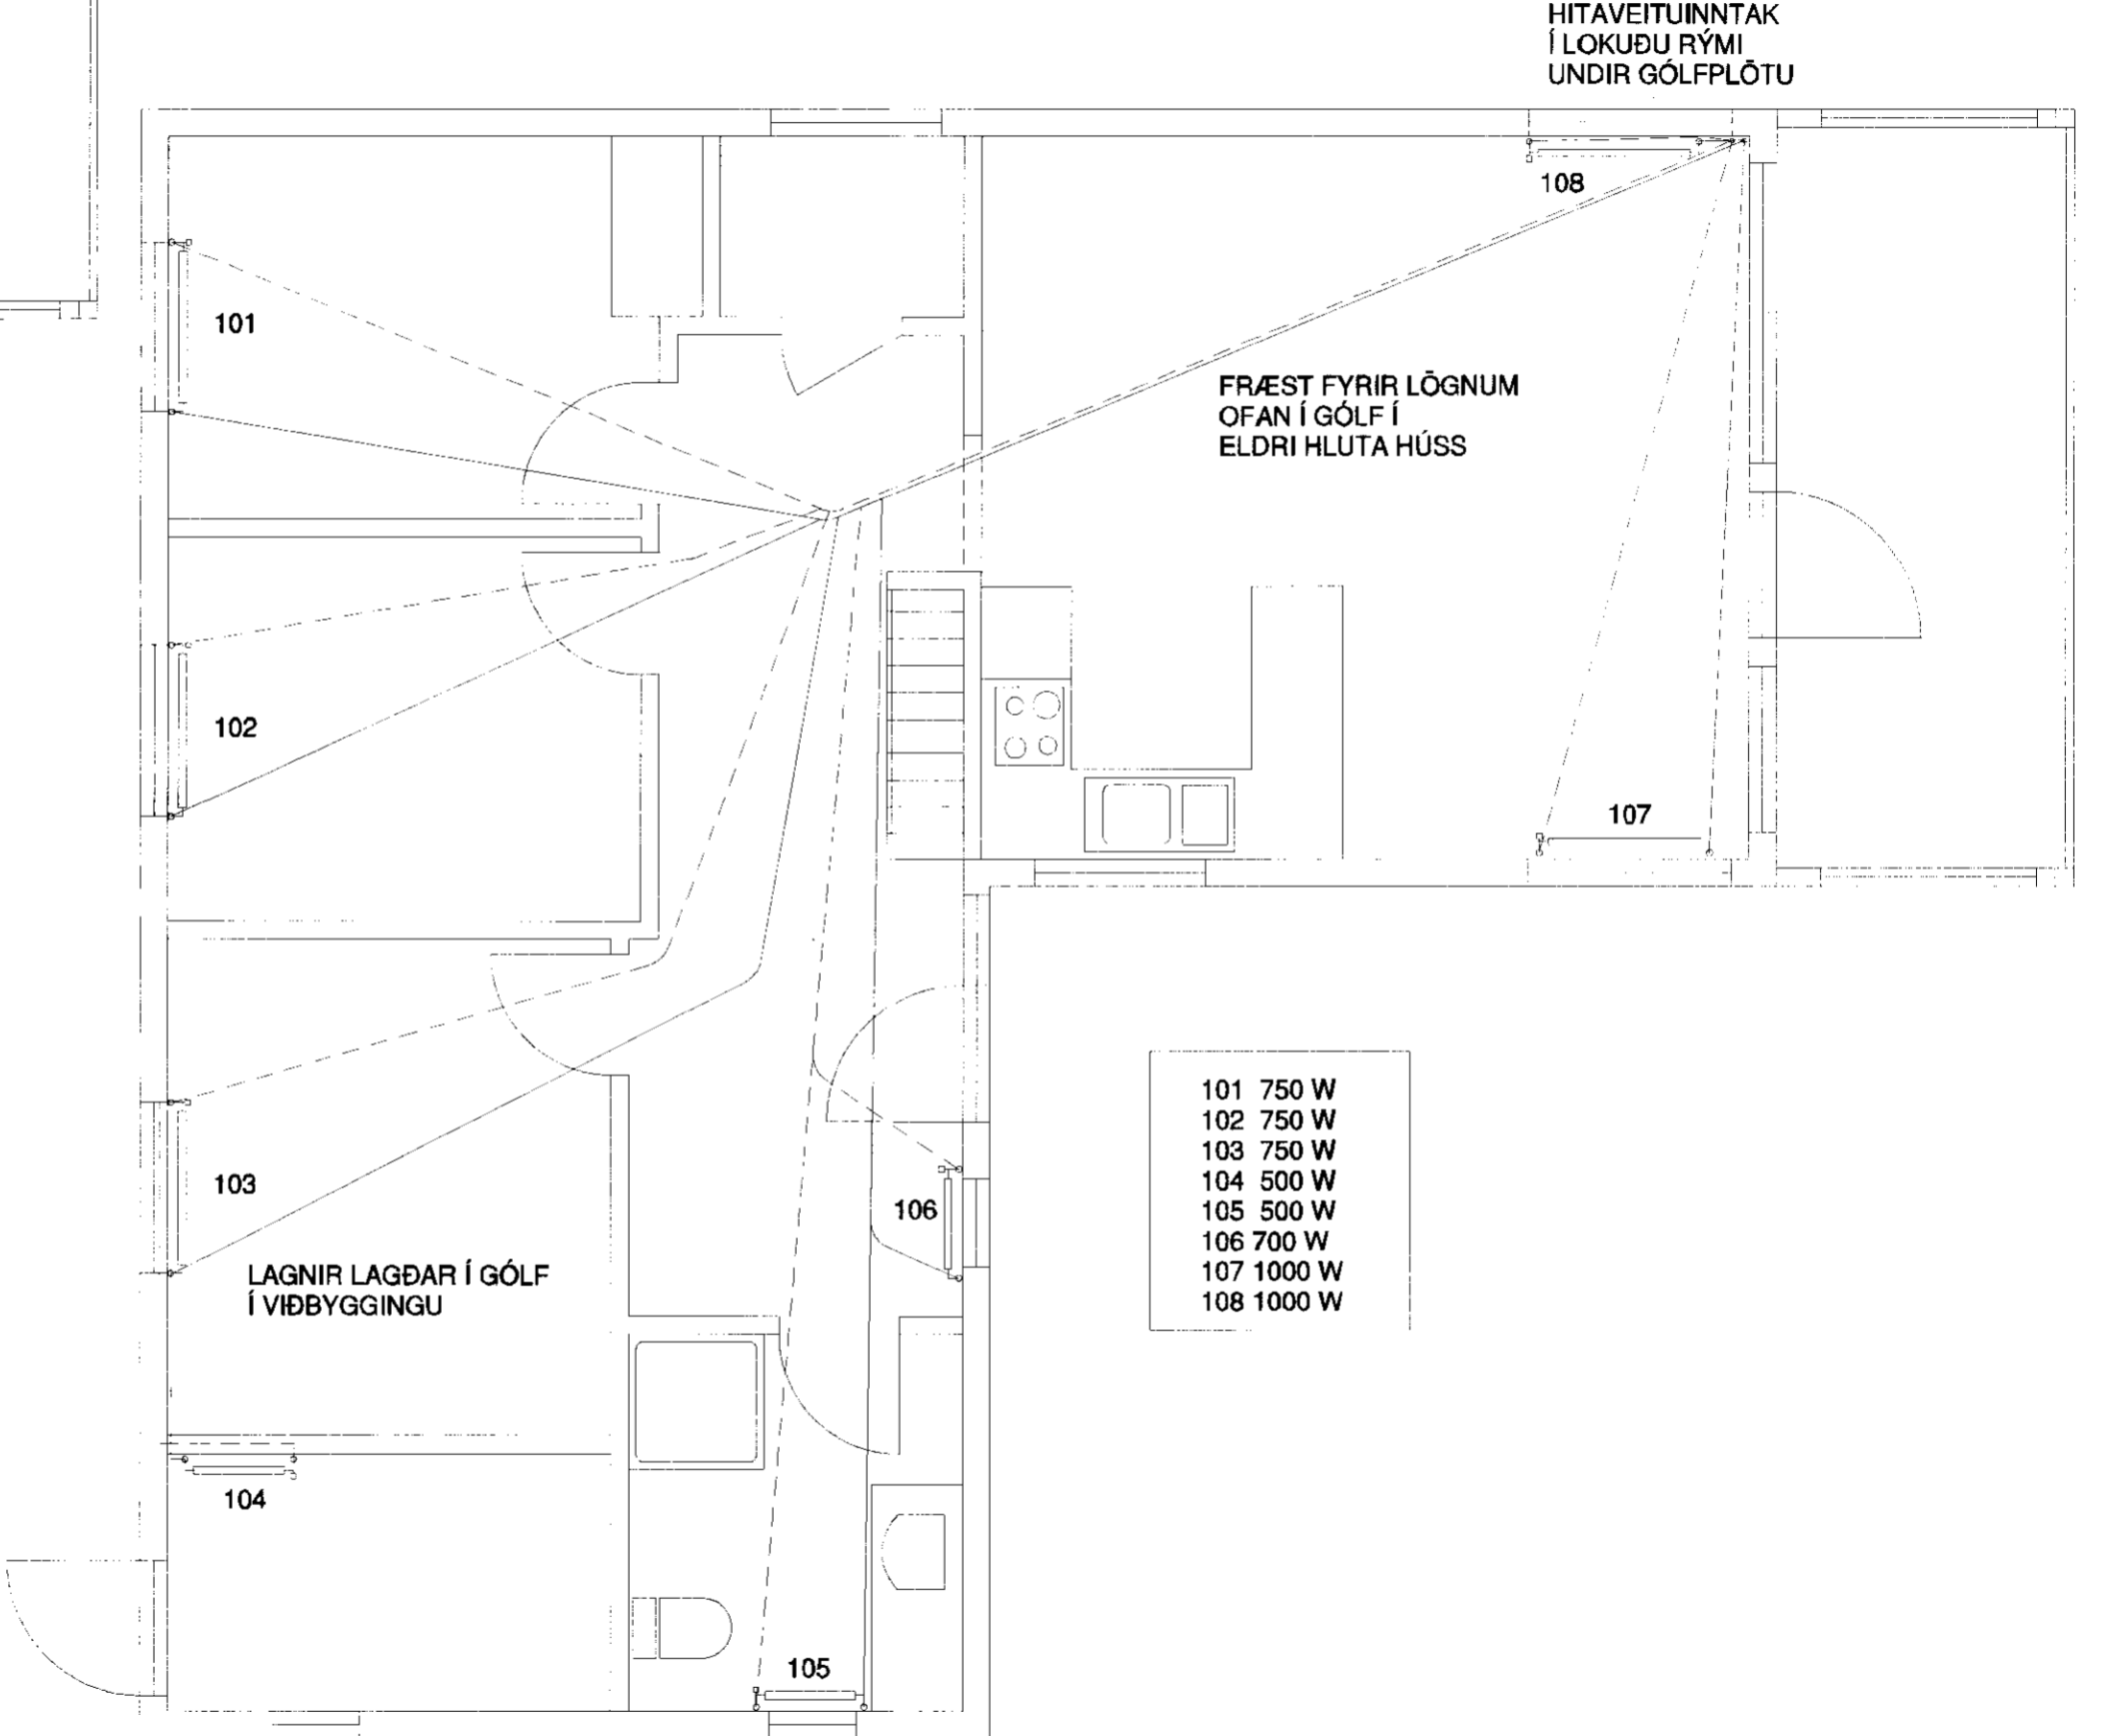 HITAVEITUINNTAK
Í LOKUÐU RÝMI
UNDIR GÓLFPLÖTU
108
101
FRÆST FYRIR LÖGNUM
OFAN Í GÓLF Í
ELDRI HLUTA HÚSS
102
107
103
106
LAGNIR LAGÐAR Í GÓLF
Í VIÐBYGGINGU
101 750 W
102 750 W
103 750 W
104 500 W
105 500 W
106 700 W
107 1000 W
108 1000 W
104
105